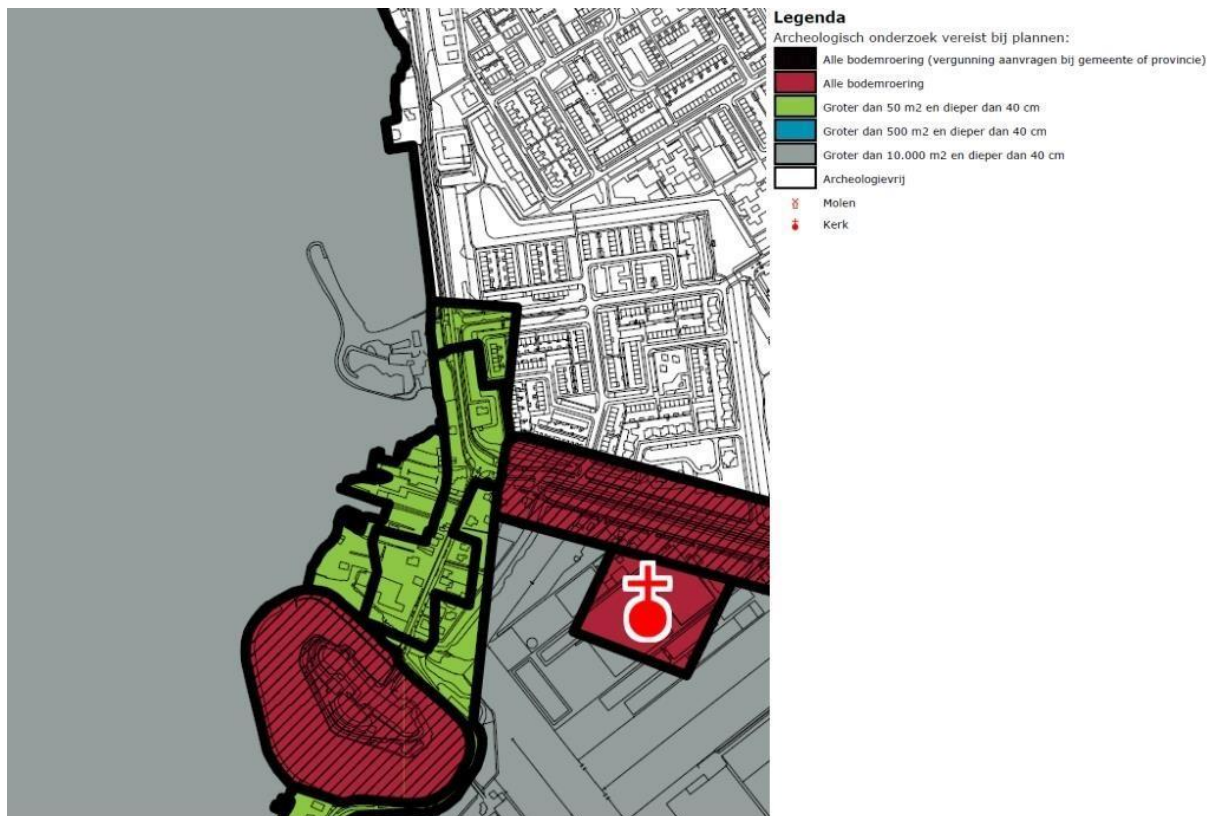 Legenda
Archeologisch onderzoek vereist bij plannen:
Alle bodemroering (vergunning aanvragen bij gemeente of provincie)
Alle bodemroering
Groter dan 50 m2 en dieper dan 40 cm
Groter dan 500 m2 en dieper dan 40 cm
Groter dan 10.000 m2 en dieper dan 40 cm
Archeologievrij
Molen
Kerk